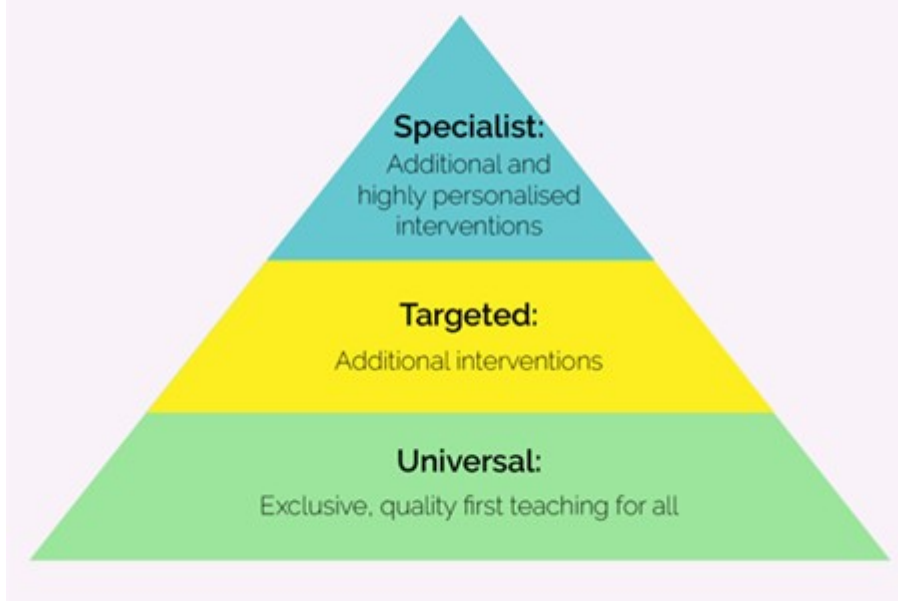 Specialist:
Additional and
highly personalised
interventions
Targeted:
Additional interventions
Universal:
Exclusive, quality first teaching for all